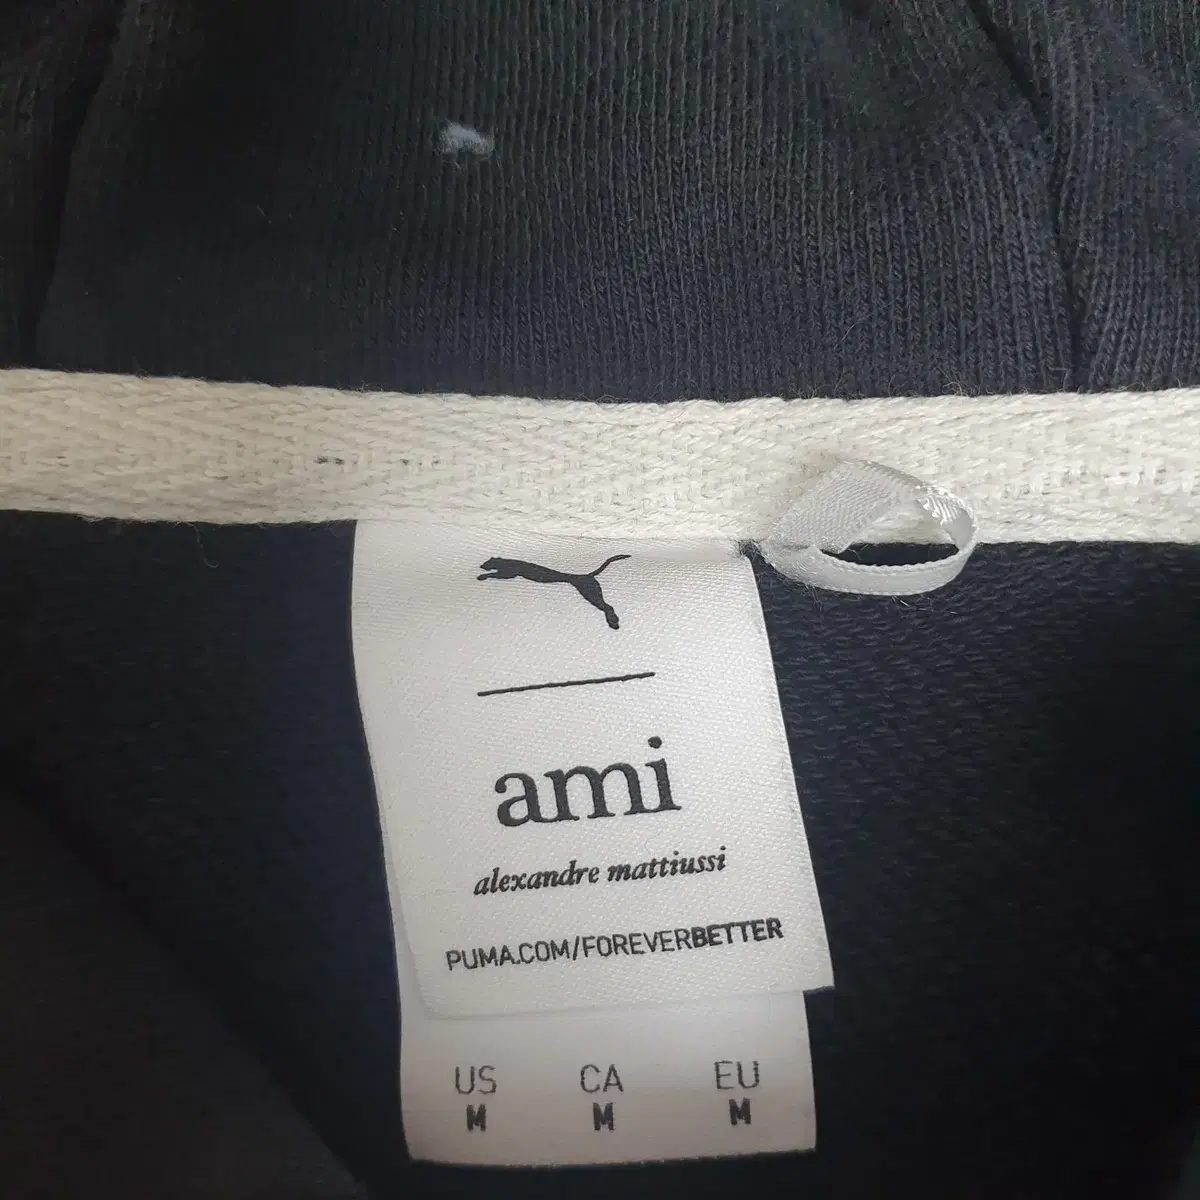 ami
alexandre mattiussi
PUMA.COM/FOREVERBETTER
US CA EU
M M M